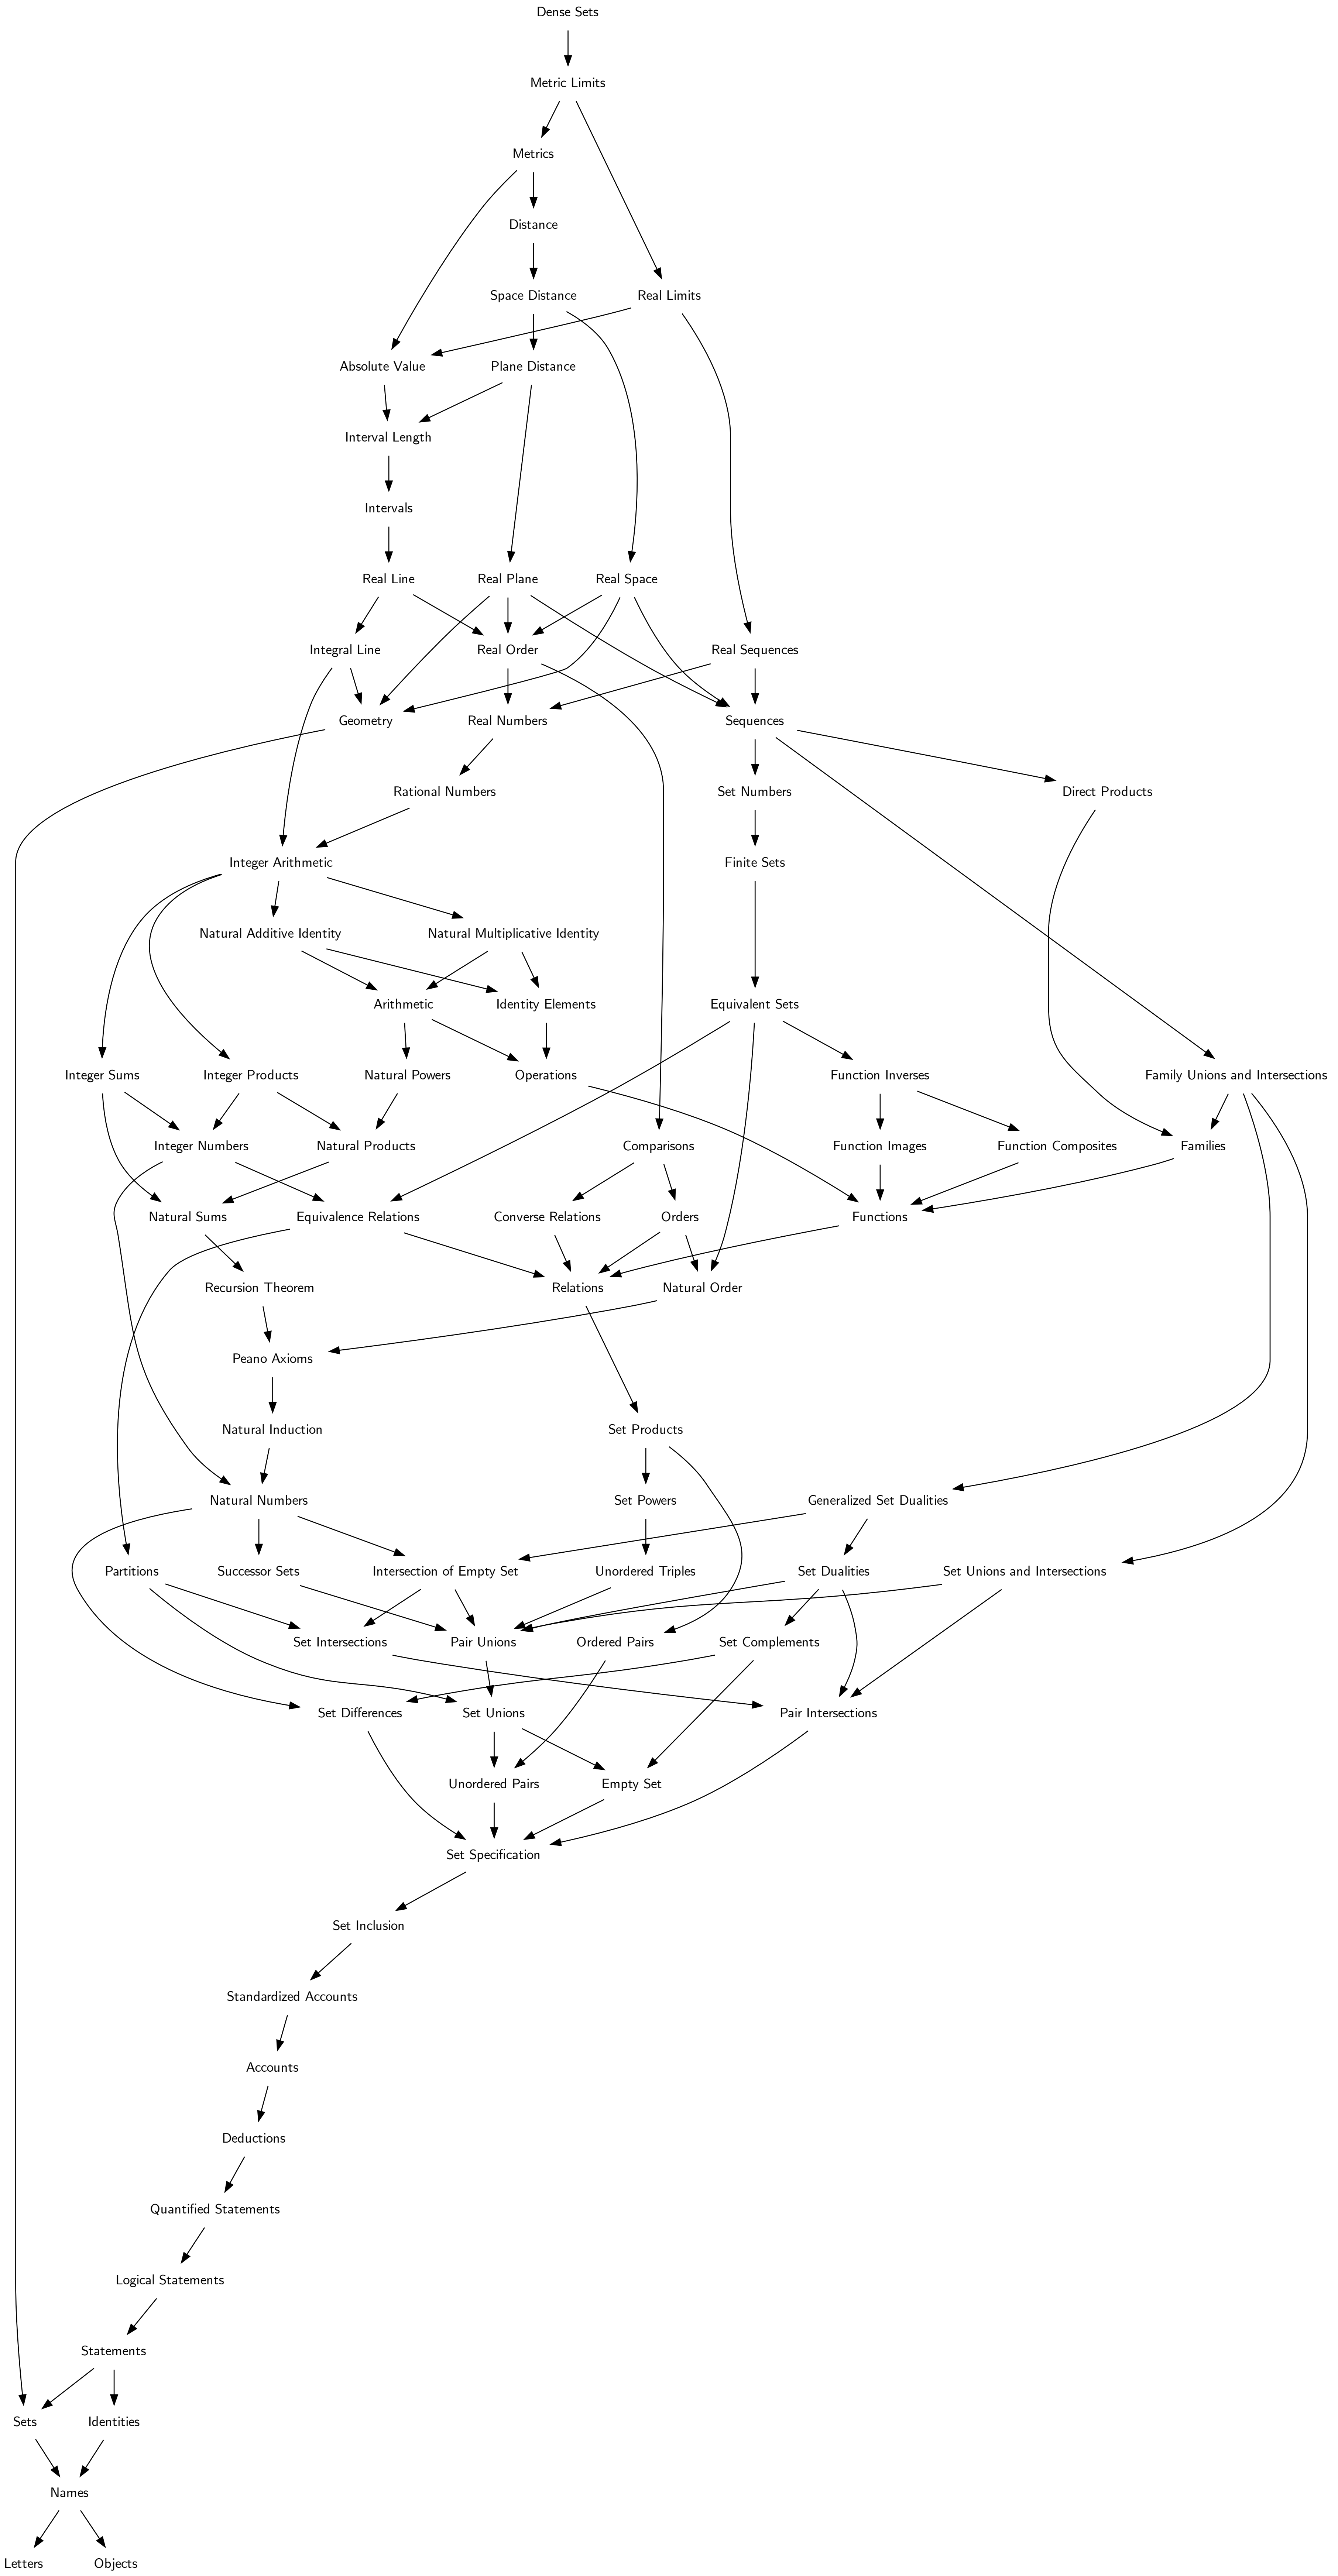 Dense Sets
Metric Limits
Metrics
Distance
Space Distance
Real Limits
Absolute Value
Plane Distance
Interval Length
Intervals
Real Line
Real Plane
Real Space
Integral Line
Real Order
Real Sequences
Geometry
Real Numbers
Sequences
Rational Numbers
Set Numbers
Direct Products
Integer Arithmetic
Finite Sets
Natural Additive Identity
Natural Multiplicative Identity
Arithmetic
Identity Elements
Equivalent Sets
Integer Sums
Integer Products
Natural Powers
Operations
Function Inverses
Family Unions and Intersections
Integer Numbers
Natural Products
Comparisons
Function Images
Function Composites
Families
Natural Sums
Equivalence Relations
Converse Relations
Orders
Functions
Recursion Theorem
Relations
Natural Order
Peano Axioms
Natural Induction
Set Products
Natural Numbers
Set Powers
Generalized Set Dualities
Partitions
Successor Sets
Intersection of Empty Set
Unordered Triples
Set Dualities
Set Unions and Intersections
Set Intersections
Pair Unions
Ordered Pairs
Set Complements
Set Differences
Set Unions
Pair Intersections
Unordered Pairs
Empty Set
Set Specification
Set Inclusion
Standardized Accounts
Accounts
Deductions
Quantified Statements
Logical Statements
Statements
Sets
Identities
Names
Letters
Objects